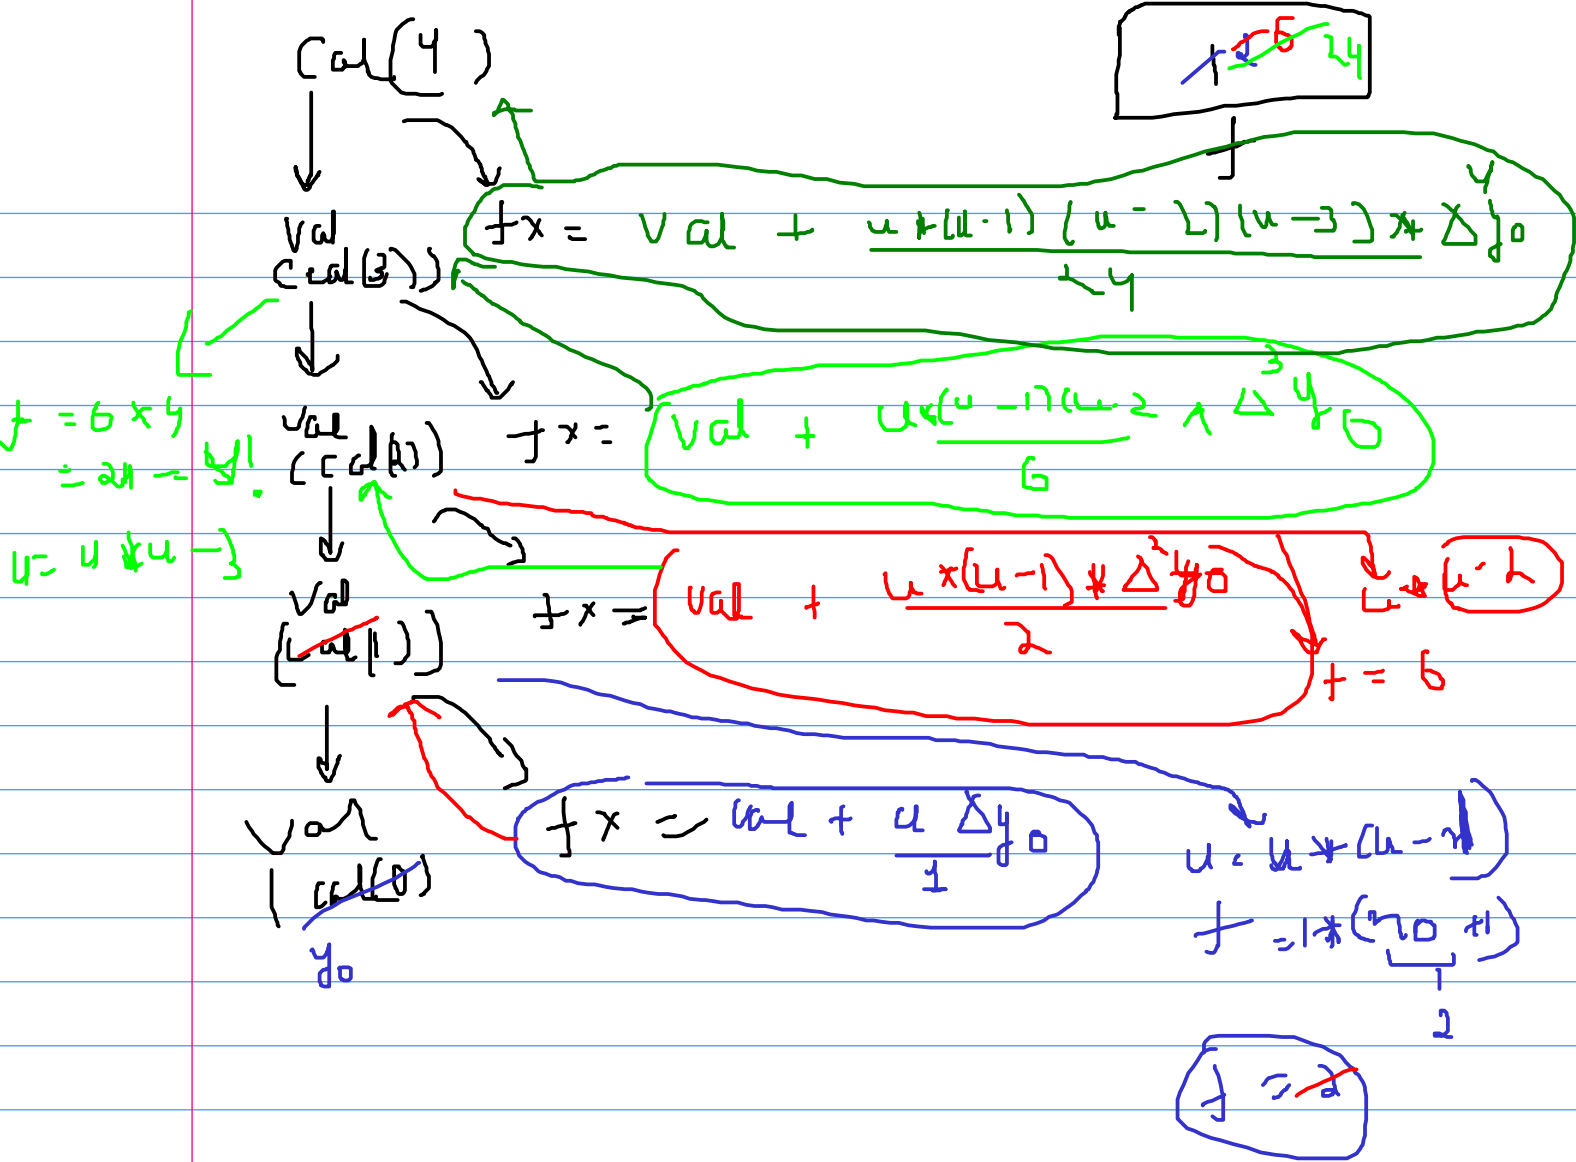 Cal(4)
1 2 6 24
f
Val
(cal(3))
fx = Val + u*(u-1)(u-2)(u-3)* Δ⁴y0
24
f = 6 x 4
= 24 - 4!
u = u*u-3
Val
(cal(2))
fx = Val + u*(u-1)(u-2 * Δ³y0
6
Val
(cal(1))
fx = Val + u*(u-1)* Δ²y0
2
u*u-2
f = 6
Val
(cal(0))
y0
fx = val + u Δy0
1
u = u*(u-1)
f = 1*(n0+1)
2
f = 2